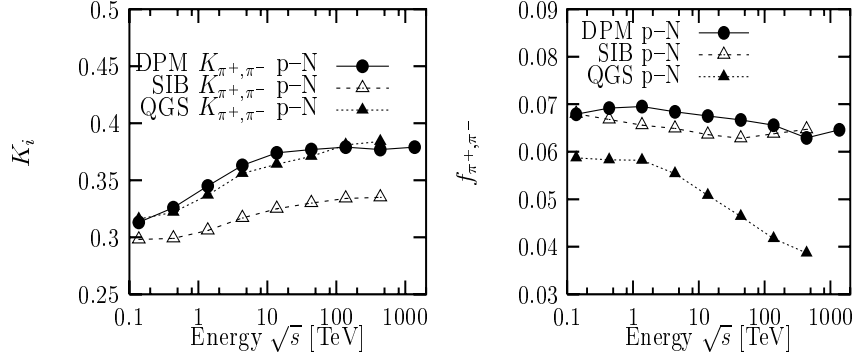 0.5
0.45
0.4
0.35
0.3
0.25
K_i
DPM K_{π+,π−} p–N
SIB K_{π+,π−} p–N
QGS K_{π+,π−} p–N
0.1 1 10 100 1000
Energy √s [TeV]
0.09
0.08
0.07
0.06
0.05
0.04
0.03
f_{π+,π−}
DPM p–N
SIB p–N
QGS p–N
0.1 1 10 100 1000
Energy √s [TeV]